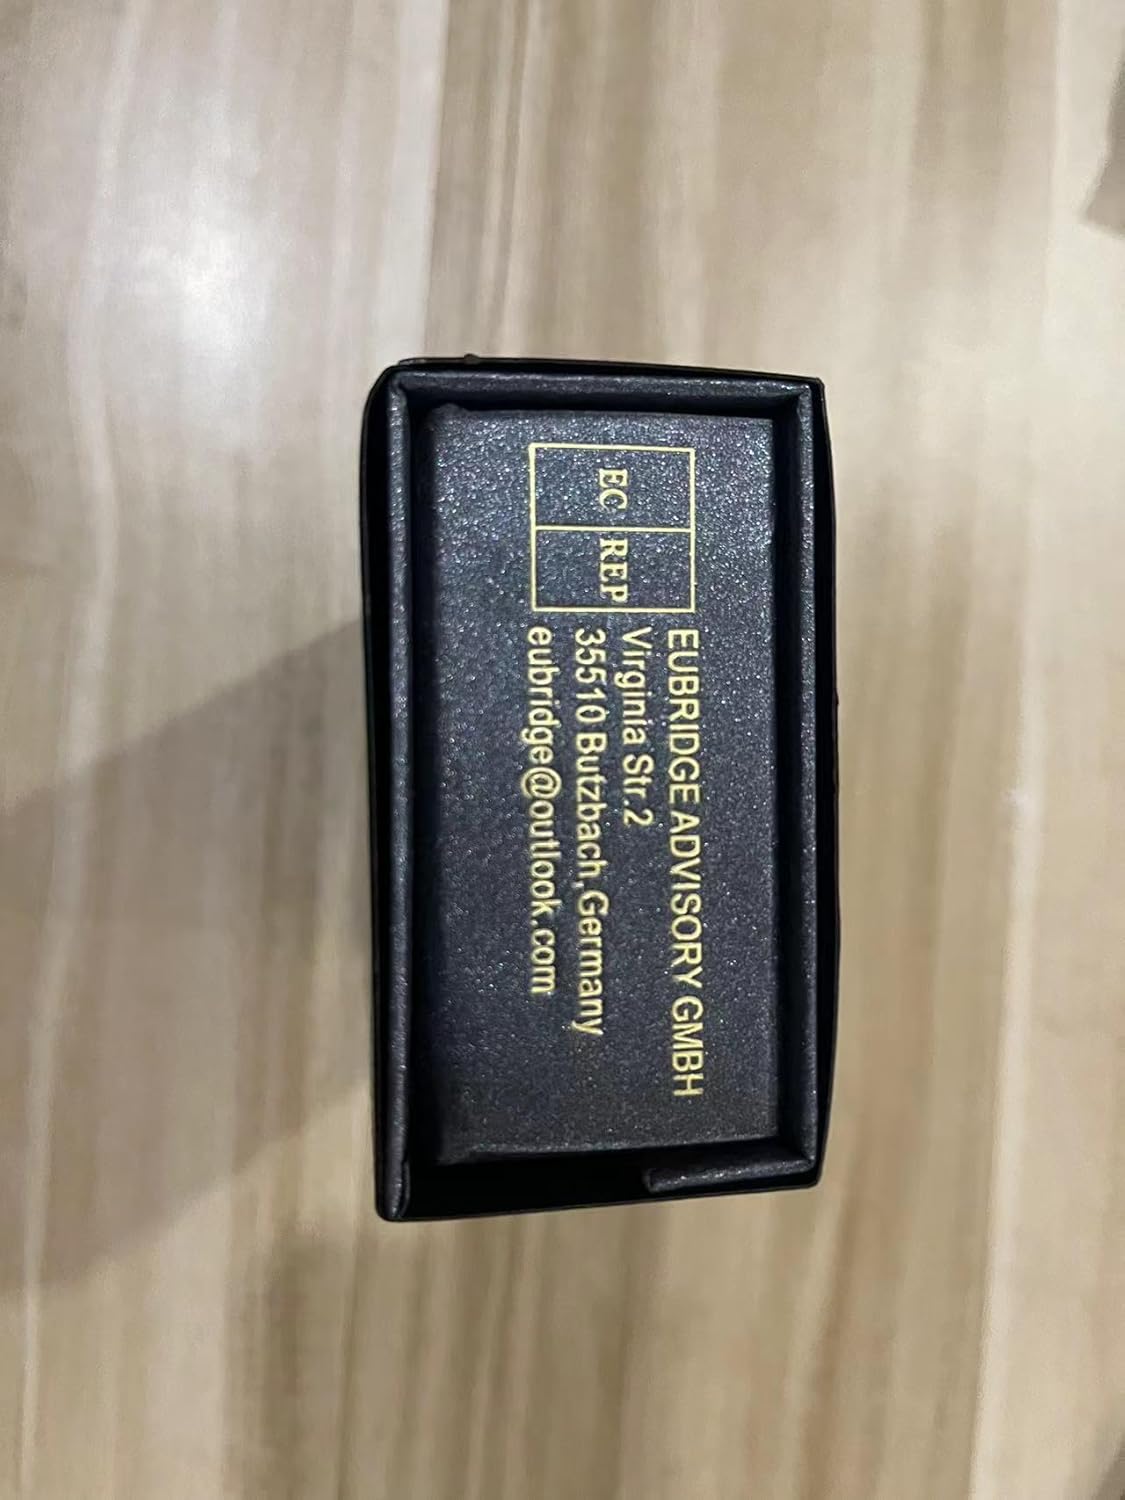 EC REP
EUBRIDGE ADVISORY GMBH
Virginia Str.2
35510 Butzbach,Germany
eubridge@outlook.com